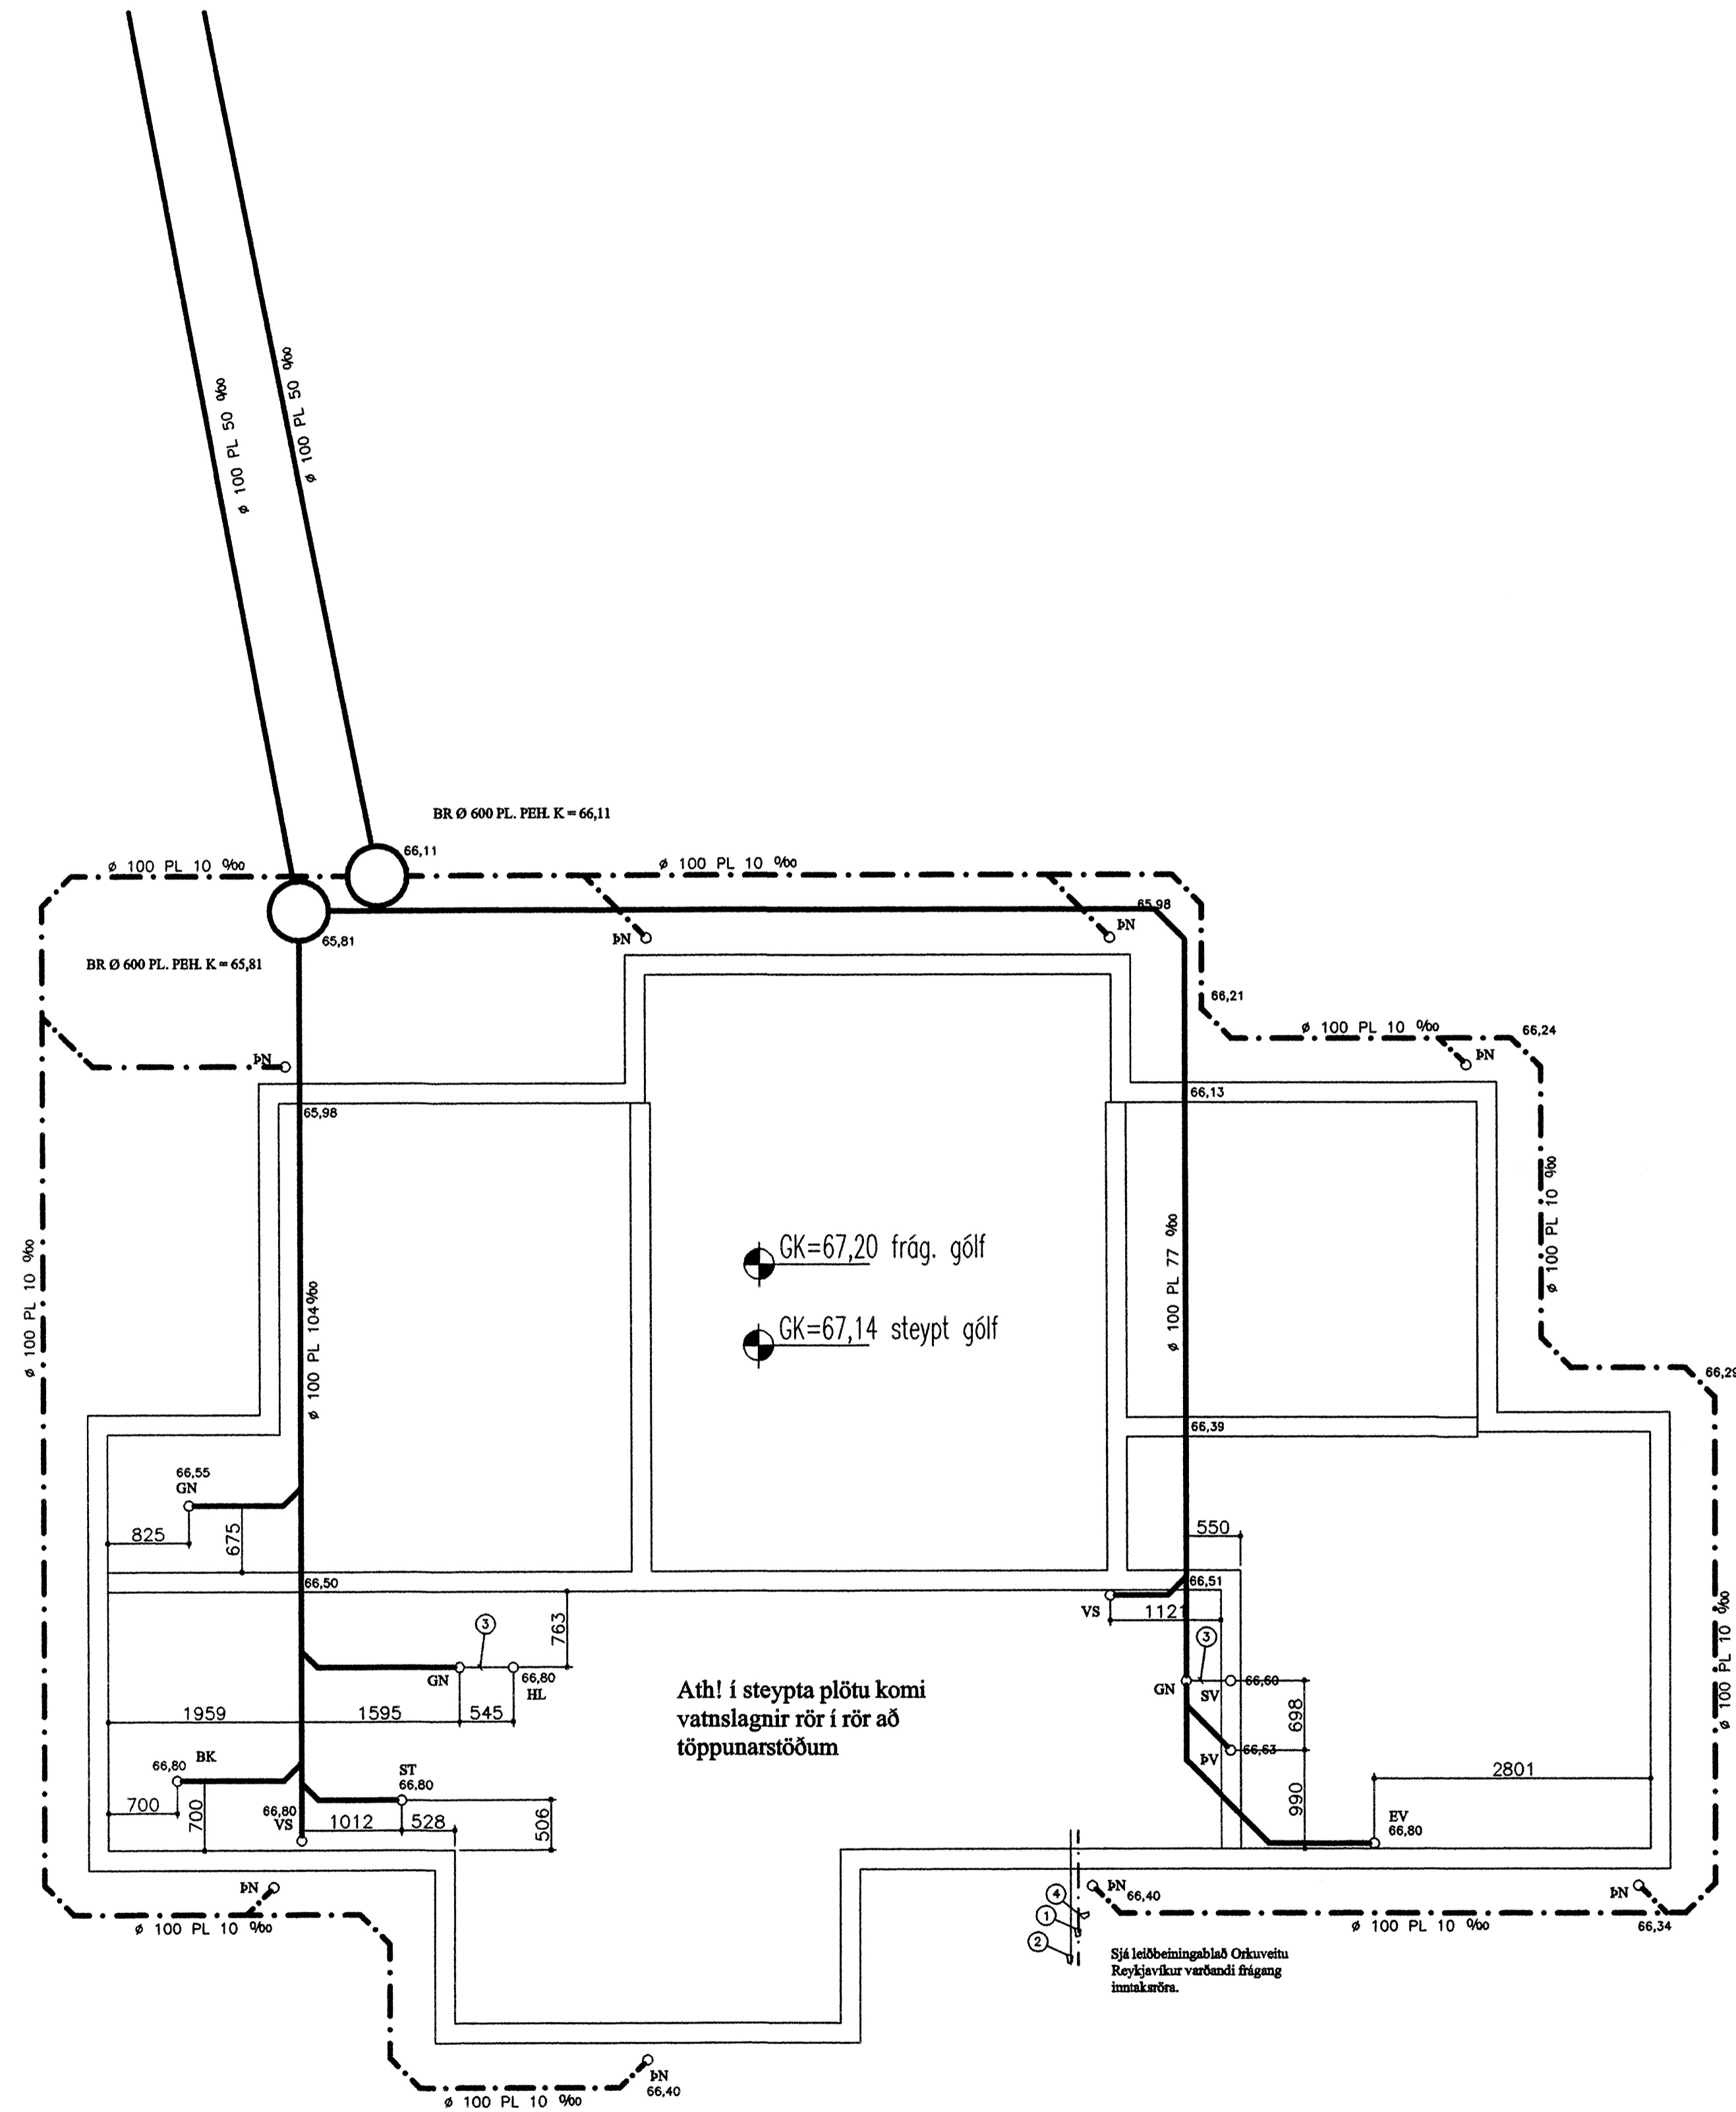 ø 100 PL 50 ‰
ø 100 PL 50 ‰
BR Ø 600 PL. PEH. K = 66,11
66,11
ø 100 PL 10 ‰
ø 100 PL 10 ‰
65,98
65,81
ÞN
ÞN
BR Ø 600 PL. PEH. K = 65,81
66,21
ø 100 PL 10 ‰
66,24
ÞN
ÞN
66,13
65,98
ø 100 PL 10 ‰
ø 100 PL 10 ‰
ø 100 PL 104‰
ø 100 PL 77 ‰
GK=67,20 frág. gólf
GK=67,14 steypt gólf
66,29
66,39
66,55
GN
825
675
550
66,50
66,51
VS
1121
763
3
3
GN
66,80
HL
GN
SV
66,60
1959
1595
545
698
Ath! í steypta plötu komi
vatnslagnir rör í rör að
töppunarstöðum
ø 100 PL 10 ‰
BK
66,80
ST
66,80
ÞV
66,63
2801
700
700
66,80
VS
1012
528
506
990
EV
66,80
ÞN
ø 100 PL 10 ‰
4
1
2
ÞN
66,40
ø 100 PL 10 ‰
ÞN
66,34
Sjá leiðbeiningablað Orkuveitu
Reykjavíkur varðandi frágang
inntaksröra.
ÞN
66,40
ø 100 PL 10 ‰